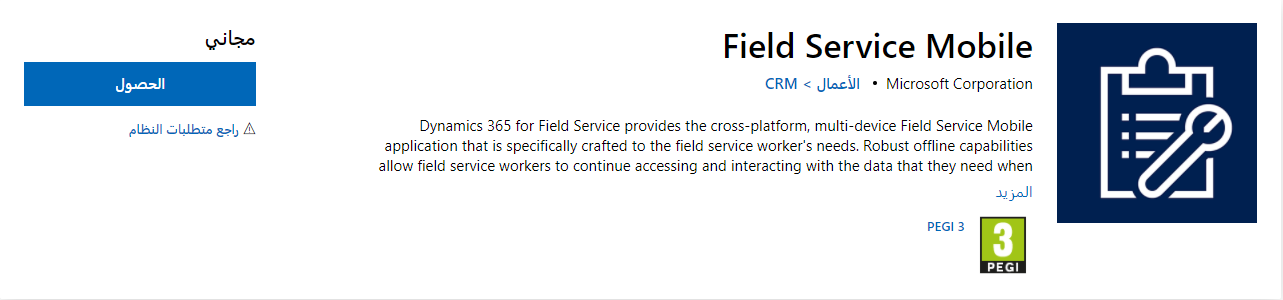 Field Service Mobile
Microsoft Corporation • الأعمال > CRM
Dynamics 365 for Field Service provides the cross-platform, multi-device Field Service Mobile
application that is specifically crafted to the field service worker's needs. Robust offline capabilities
allow field service workers to continue accessing and interacting with the data that they need when
المزيد
3
PEGI
PEGI 3
مجاني
الحصول
راجع متطلبات النظام